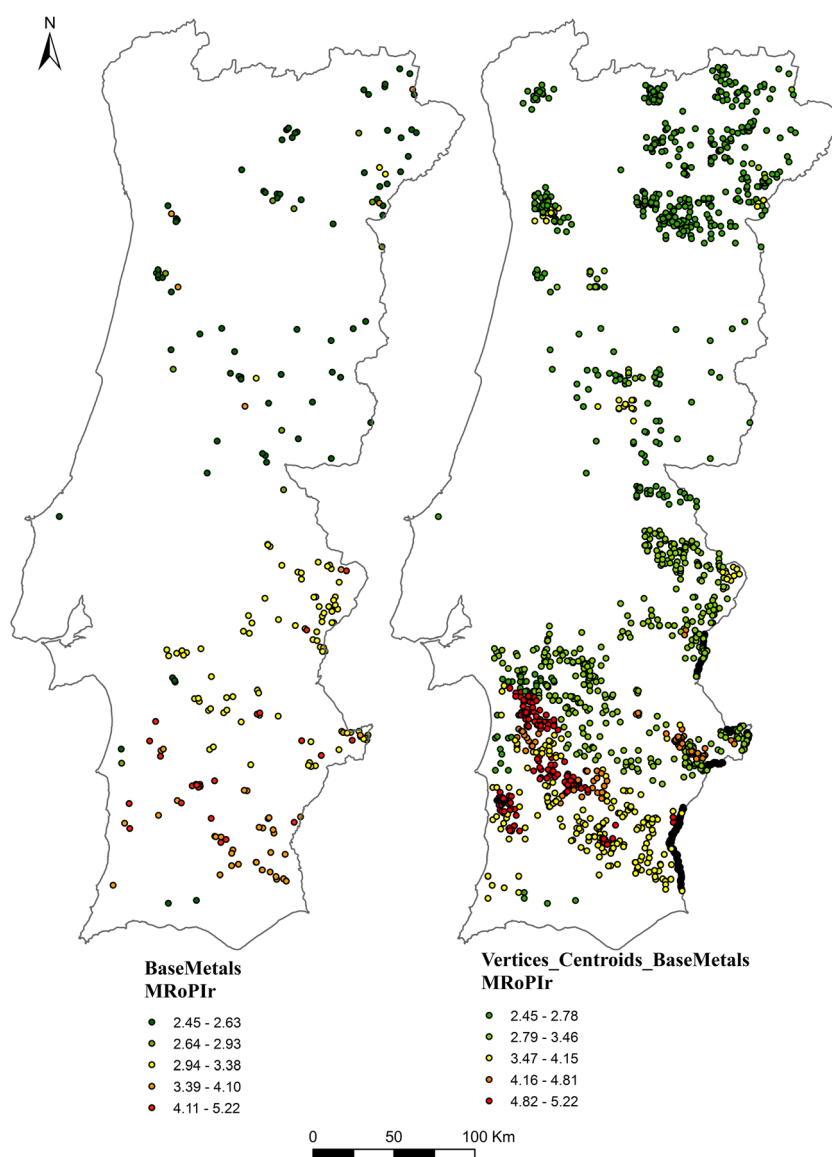 N
BaseMetals
MRoPIr
2.45 - 2.63
2.64 - 2.93
2.94 - 3.38
3.39 - 4.10
4.11 - 5.22
Vertices_Centroids_BaseMetals
MRoPIr
2.45 - 2.78
2.79 - 3.46
3.47 - 4.15
4.16 - 4.81
4.82 - 5.22
0 50 100 Km